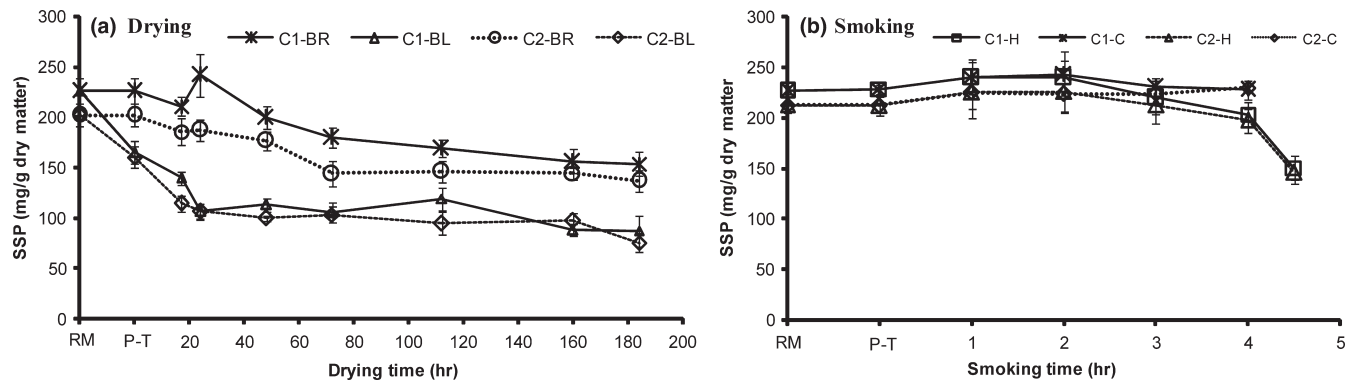 (a) Drying
C1-BR C1-BL C2-BR C2-BL
300
250
200
150
100
50
0
SSP (mg/g dry matter)
RM P-T 20 40 60 80 100 120 140 160 180 200
Drying time (hr)
(b) Smoking
C1-H C1-C C2-H C2-C
300
250
200
150
100
50
0
SSP (mg/g dry matter)
RM P-T 1 2 3 4 5
Smoking time (hr)